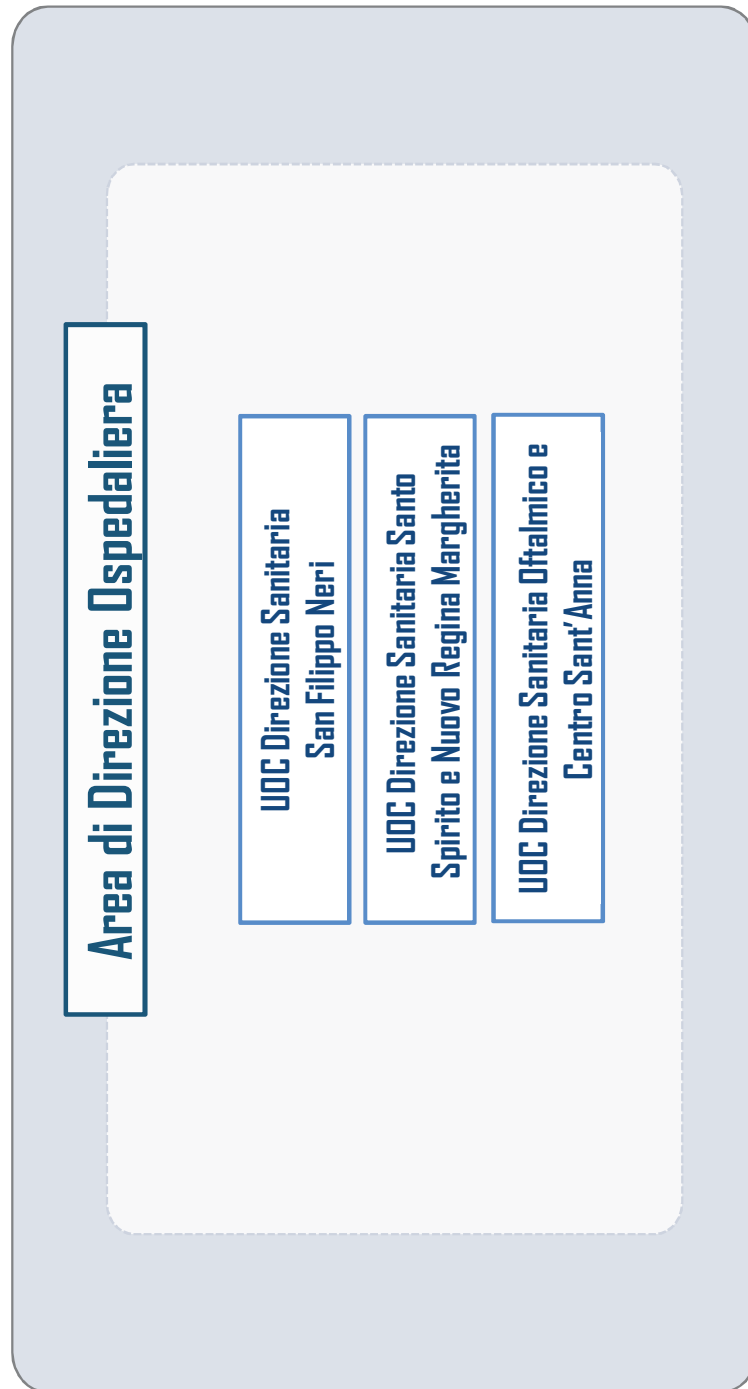 Area di Direzione Ospedaliera
UOC Direzione Sanitaria
San Filippo Neri
UOC Direzione Sanitaria Santo
Spirito e Nuovo Regina Margherita
UOC Direzione Sanitaria Oftalmico e
Centro Sant'Anna